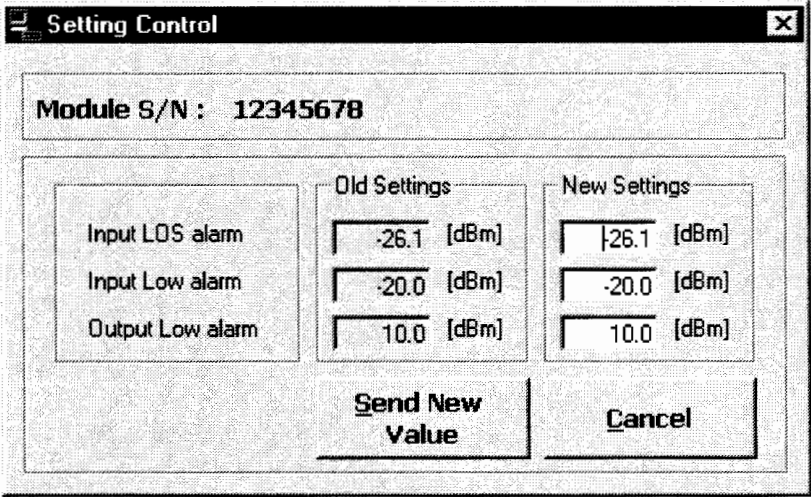 Setting Control
Module S/N : 12345678
Old Settings New Settings
Input LOS alarm -26.1 [dBm] -26.1 [dBm]
Input Low alarm -20.0 [dBm] -20.0 [dBm]
Output Low alarm 10.0 [dBm] 10.0 [dBm]
Send New
Value
Cancel